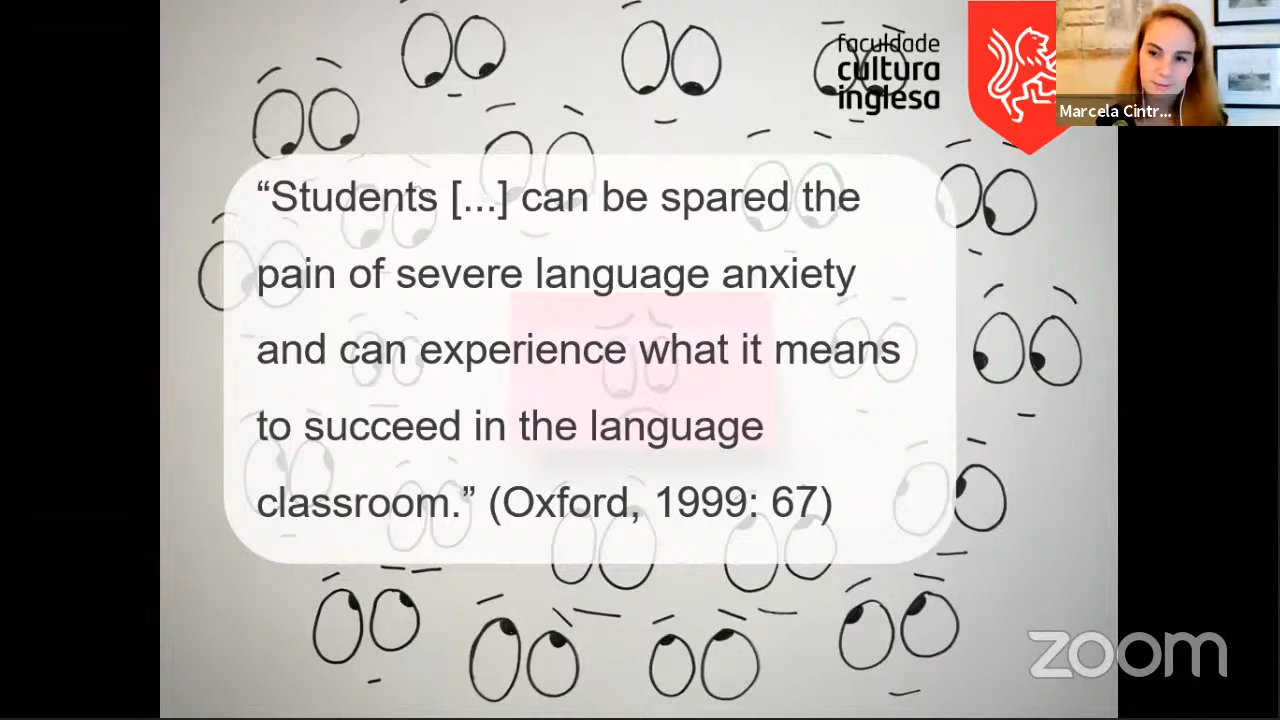 faculdade
cultura
inglesa
Marcela Cintr...
“Students [...] can be spared the
pain of severe language anxiety
and can experience what it means
to succeed in the language
classroom.” (Oxford, 1999: 67)
zoom